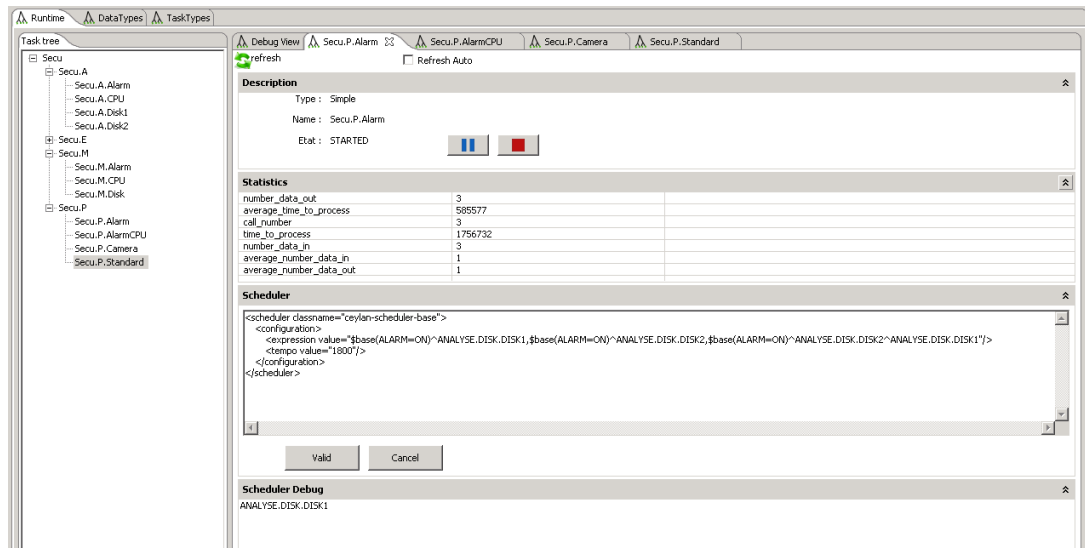 Runtime DataTypes TaskTypes
Task tree
Secu
Secu.A
Secu.A.Alarm
Secu.A.CPU
Secu.A.Disk1
Secu.A.Disk2
Secu.E
Secu.M
Secu.M.Alarm
Secu.M.CPU
Secu.M.Disk
Secu.P
Secu.P.Alarm
Secu.P.AlarmCPU
Secu.P.Camera
Secu.P.Standard
Debug View Secu.P.Alarm Secu.P.AlarmCPU Secu.P.Camera Secu.P.Standard
refresh Refresh Auto
Description
Type : Simple
Name : Secu.P.Alarm
Etat : STARTED
Statistics
number_data_out 3
average_time_to_process 585577
call_number 3
time_to_process 1756732
number_data_in 3
average_number_data_in 1
average_number_data_out 1
Scheduler
<scheduler classname="ceylan-scheduler-base">
<configuration>
<expression value="$base(ALARM=ON)^ANALYSE.DISK.DISK1,$base(ALARM=ON)^ANALYSE.DISK.DISK2,$base(ALARM=ON)^ANALYSE.DISK.DISK2^ANALYSE.DISK.DISK1"/>
<tempo value="1800"/>
</configuration>
</scheduler>
Valid Cancel
Scheduler Debug
ANALYSE.DISK.DISK1